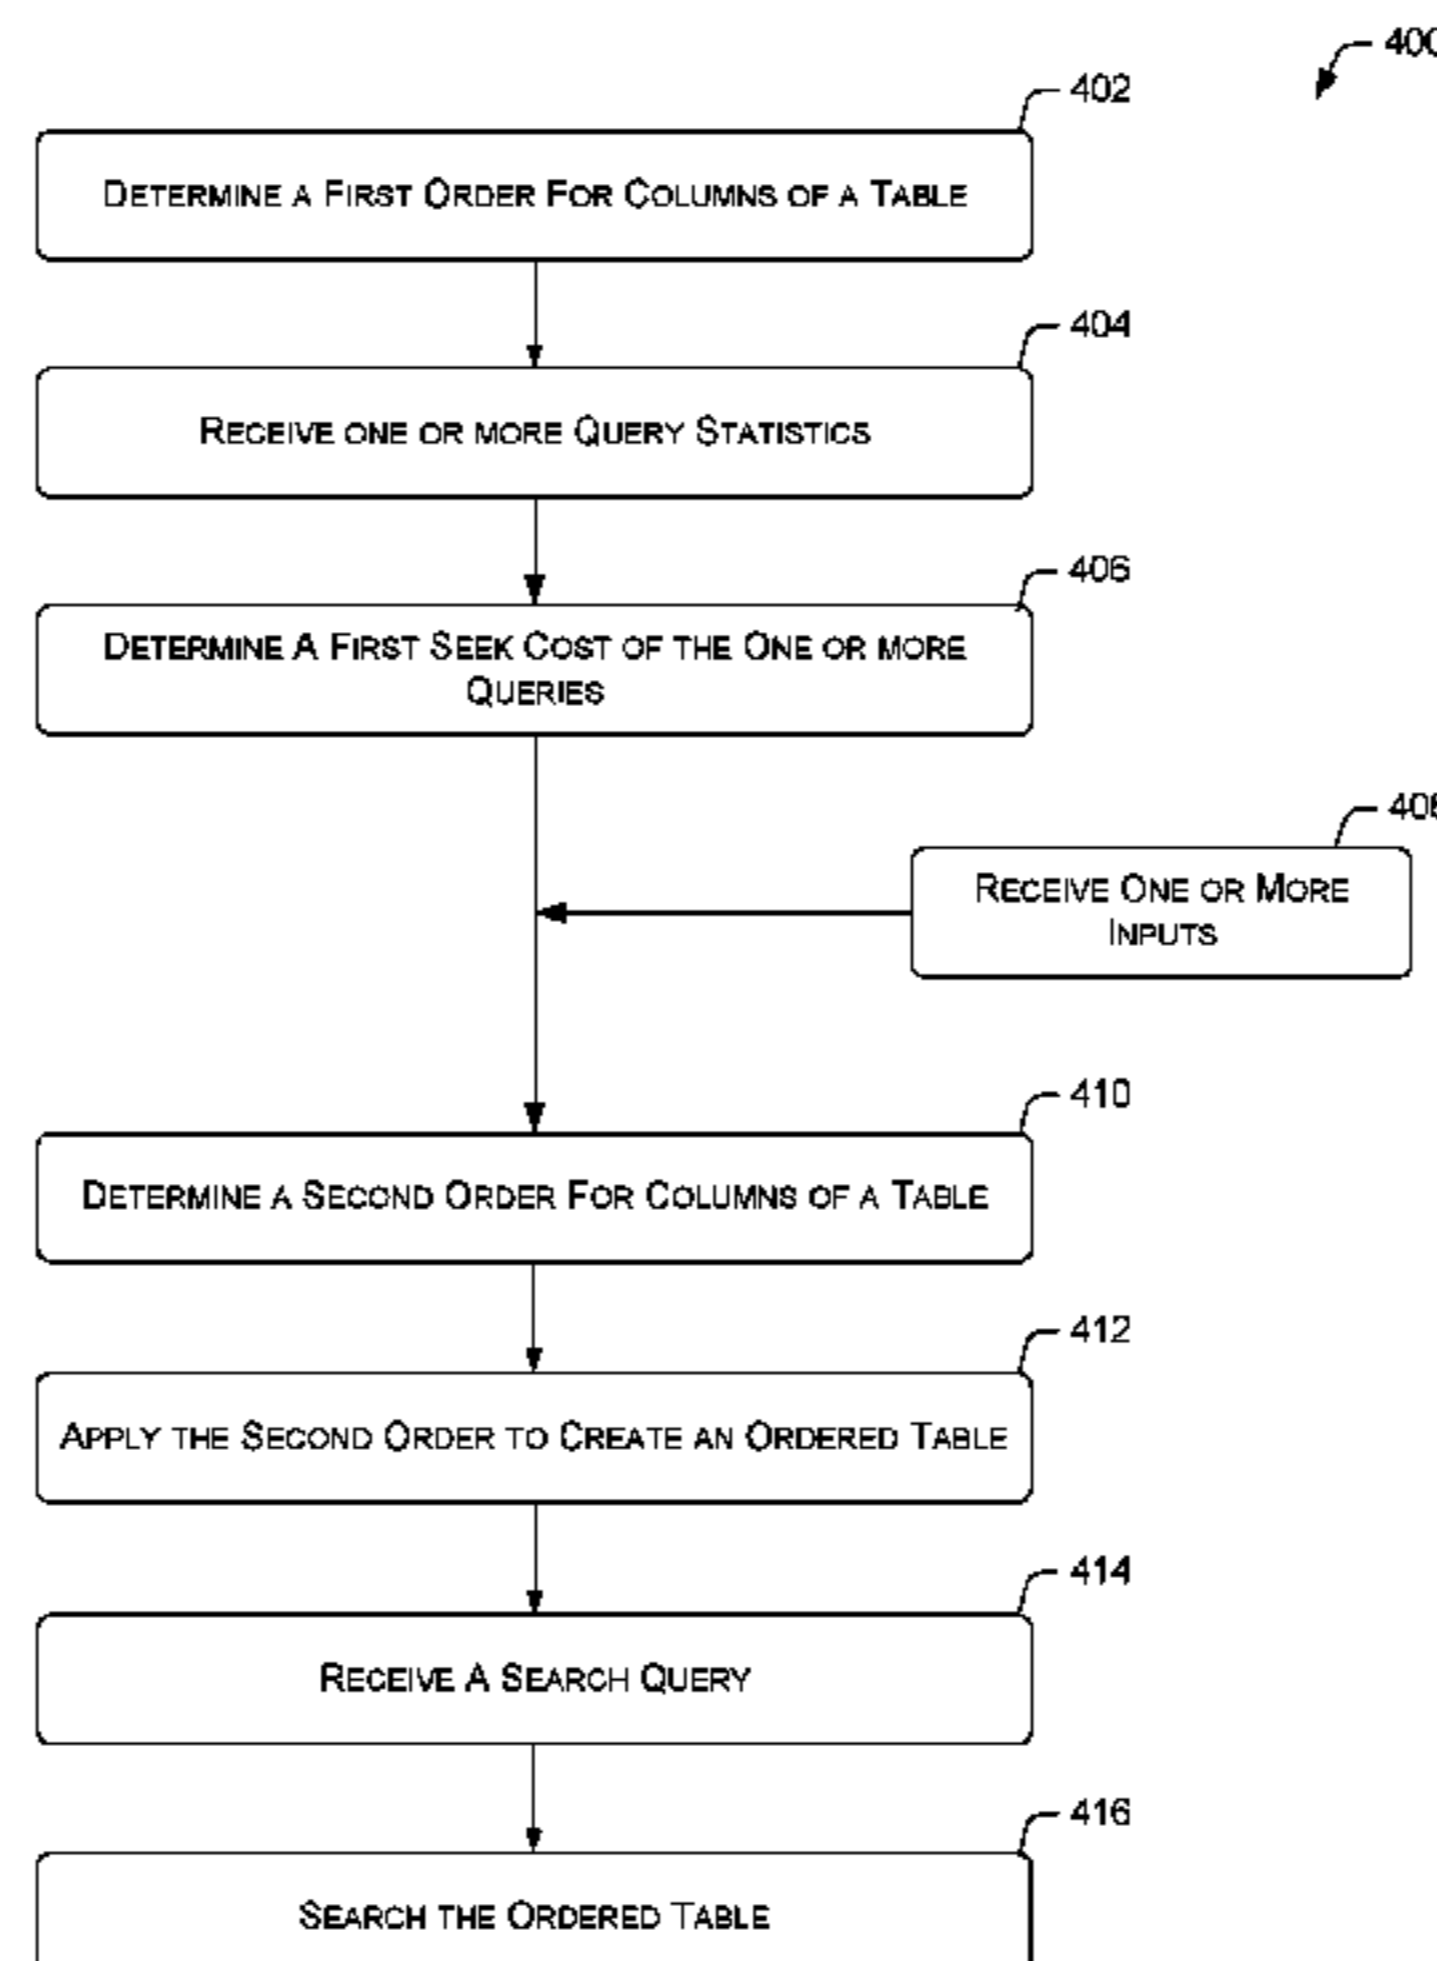 400
402
DETERMINE A FIRST ORDER FOR COLUMNS OF A TABLE
404
RECEIVE ONE OR MORE QUERY STATISTICS
406
DETERMINE A FIRST SEEK COST OF THE ONE OR MORE
QUERIES
408
RECEIVE ONE OR MORE
INPUTS
410
DETERMINE A SECOND ORDER FOR COLUMNS OF A TABLE
412
APPLY THE SECOND ORDER TO CREATE AN ORDERED TABLE
414
RECEIVE A SEARCH QUERY
416
SEARCH THE ORDERED TABLE